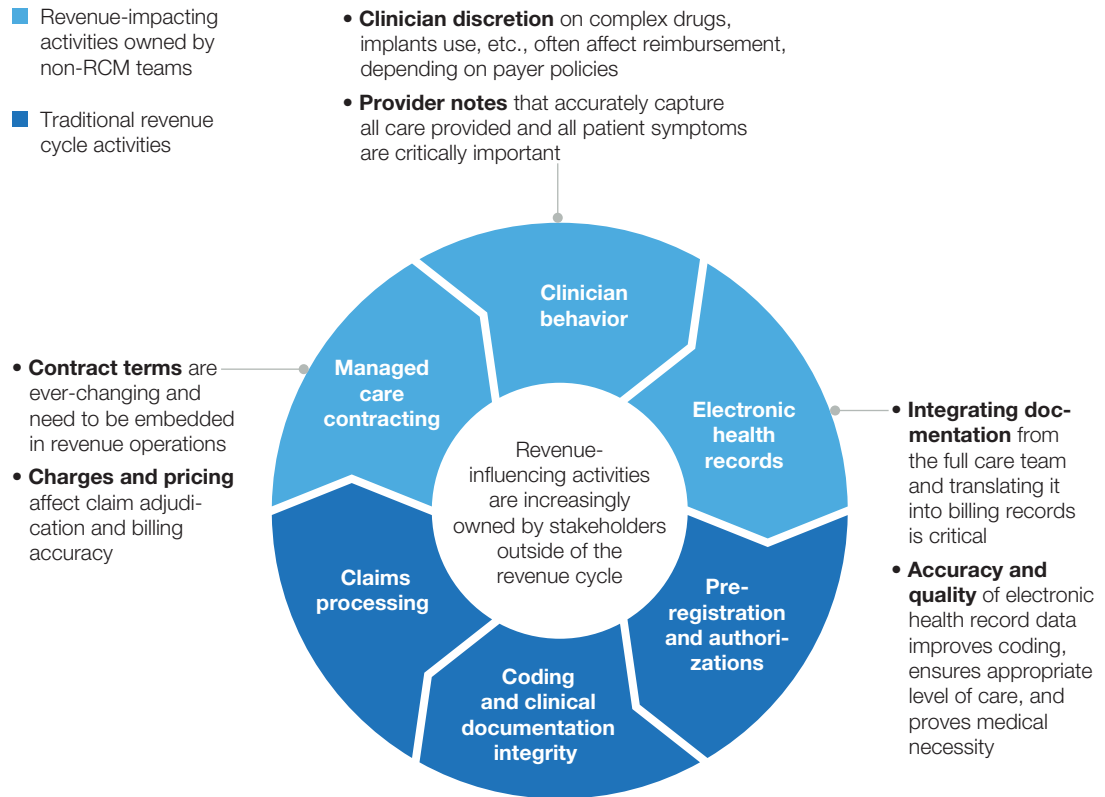 Revenue-impacting
activities owned by
non-RCM teams
Traditional revenue
cycle activities
• Clinician discretion on complex drugs,
implants use, etc., often affect reimbursement,
depending on payer policies
• Provider notes that accurately capture
all care provided and all patient symptoms
are critically important
Clinician
behavior
• Contract terms are
ever-changing and
need to be embedded
in revenue operations
• Charges and pricing
affect claim adjudi-
cation and billing
accuracy
Managed
care
contracting
Electronic
health
records
• Integrating doc-
umentation from
the full care team
and translating it
into billing records
is critical
• Accuracy and
quality of electronic
health record data
improves coding,
ensures appropriate
level of care, and
proves medical
necessity
Revenue-
influencing activities
are increasingly
owned by stakeholders
outside of the
revenue cycle
Claims
processing
Pre-
registration
and authori-
zations
Coding
and clinical
documentation
integrity